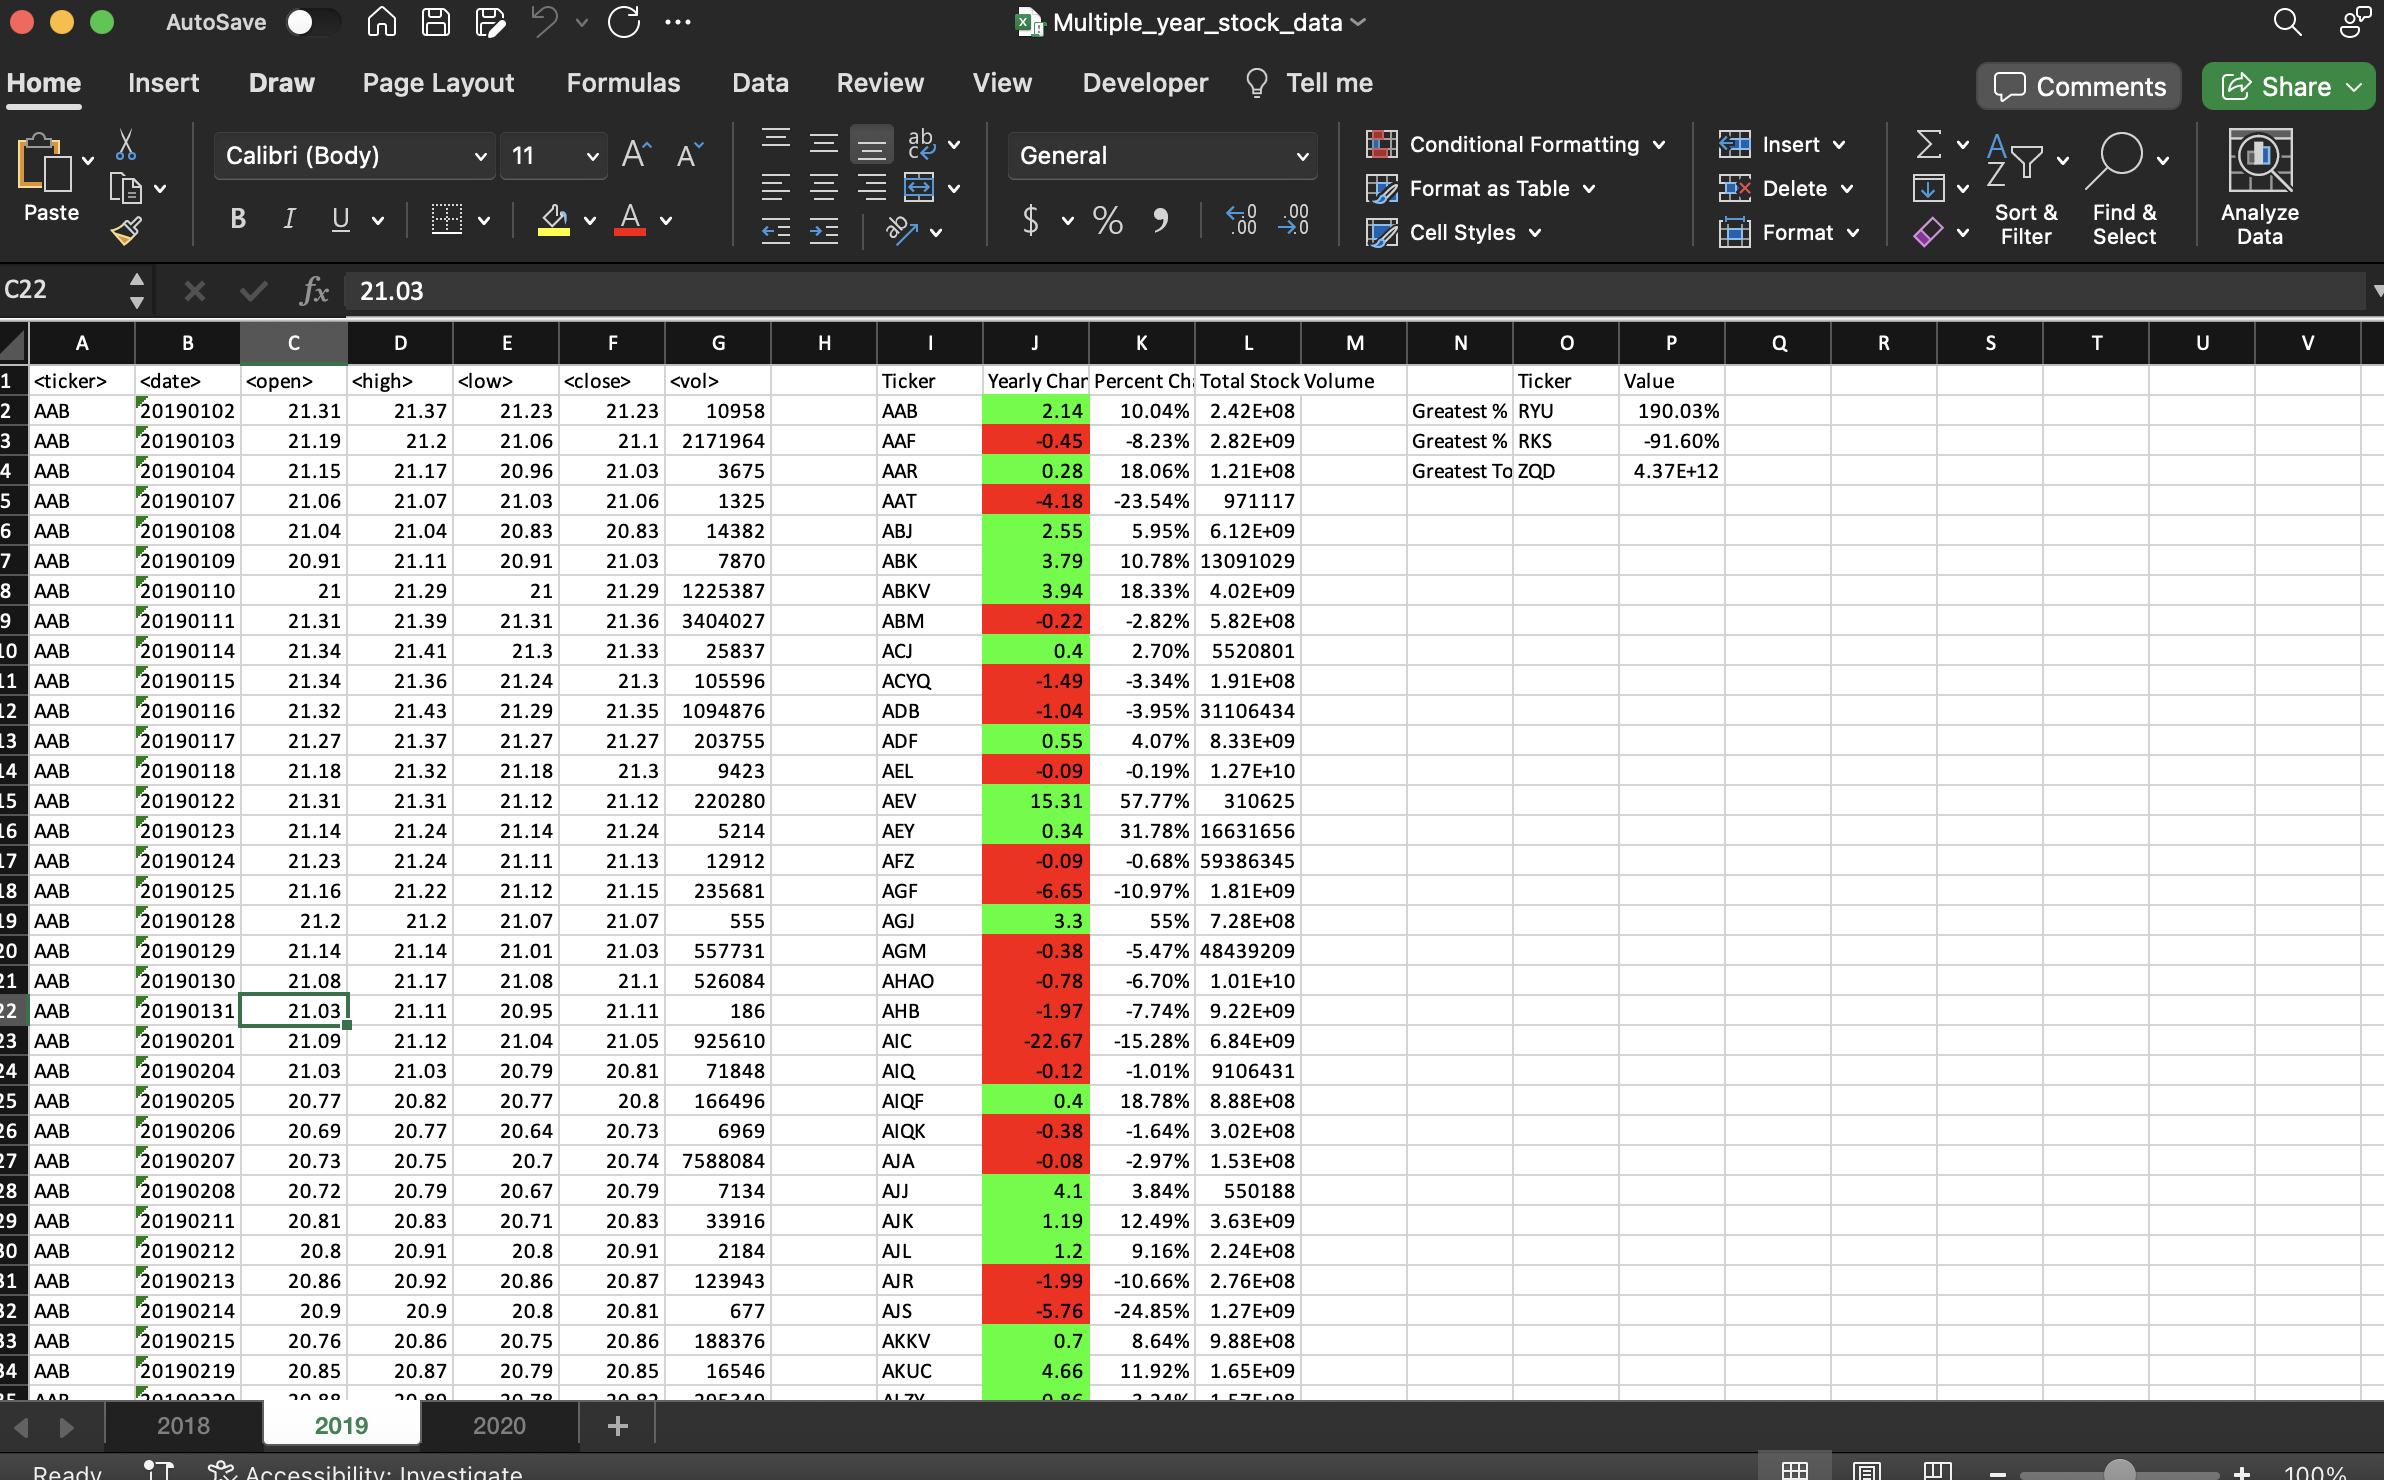 AutoSave Multiple_year_stock_data
Home Insert Draw Page Layout Formulas Data Review View Developer Tell me Comments Share
Paste Calibri (Body) 11 General Conditional Formatting Format as Table Cell Styles Insert Delete Format Sort & Filter Find & Select Analyze Data
C22 fx 21.03
A B C D E F G H I J K L M N O P Q R S T U V
1 <ticker> <date> <open> <high> <low> <close> <vol> Ticker Yearly Char Percent Ch Total Stock Volume Ticker Value
2 AAB 20190102 21.31 21.37 21.23 21.23 10958 AAB 2.14 10.04% 2.42E+08 Greatest % RYU 190.03%
3 AAB 20190103 21.19 21.2 21.06 21.1 2171964 AAF -0.45 -8.23% 2.82E+09 Greatest % RKS -91.60%
4 AAB 20190104 21.15 21.17 20.96 21.03 3675 AAR 0.28 18.06% 1.21E+08 Greatest To ZQD 4.37E+12
5 AAB 20190107 21.06 21.07 21.03 21.06 1325 AAT -4.18 -23.54% 971117
6 AAB 20190108 21.04 21.04 20.83 20.83 14382 ABJ 2.55 5.95% 6.12E+09
7 AAB 20190109 20.91 21.11 20.91 21.03 7870 ABK 3.79 10.78% 13091029
8 AAB 20190110 21 21.29 21 21.29 1225387 ABKV 3.94 18.33% 4.02E+09
9 AAB 20190111 21.31 21.39 21.31 21.36 3404027 ABM -0.22 -2.82% 5.82E+08
10 AAB 20190114 21.34 21.41 21.3 21.33 25837 ACJ 0.4 2.70% 5520801
11 AAB 20190115 21.34 21.36 21.24 21.3 105596 ACYQ -1.49 -3.34% 1.91E+08
12 AAB 20190116 21.32 21.43 21.29 21.35 1094876 ADB -1.04 -3.95% 31106434
13 AAB 20190117 21.27 21.37 21.27 21.27 203755 ADF 0.55 4.07% 8.33E+09
14 AAB 20190118 21.18 21.32 21.18 21.3 9423 AEL -0.09 -0.19% 1.27E+10
15 AAB 20190122 21.31 21.31 21.12 21.12 220280 AEV 15.31 57.77% 310625
16 AAB 20190123 21.14 21.24 21.14 21.24 5214 AEY 0.34 31.78% 16631656
17 AAB 20190124 21.23 21.24 21.11 21.13 12912 AFZ -0.09 -0.68% 59386345
18 AAB 20190125 21.16 21.22 21.12 21.15 235681 AGF -6.65 -10.97% 1.81E+09
19 AAB 20190128 21.2 21.2 21.07 21.07 555 AGJ 3.3 55% 7.28E+08
20 AAB 20190129 21.14 21.14 21.01 21.03 557731 AGM -0.38 -5.47% 48439209
21 AAB 20190130 21.08 21.17 21.08 21.1 526084 AHAO -0.78 -6.70% 1.01E+10
22 AAB 20190131 21.03 21.11 20.95 21.11 186 AHB -1.97 -7.74% 9.22E+09
23 AAB 20190201 21.09 21.12 21.04 21.05 925610 AIC -22.67 -15.28% 6.84E+09
24 AAB 20190204 21.03 21.03 20.79 20.81 71848 AIQ -0.12 -1.01% 9106431
25 AAB 20190205 20.77 20.82 20.77 20.8 166496 AIQF 0.4 18.78% 8.88E+08
26 AAB 20190206 20.69 20.77 20.64 20.73 6969 AIQK -0.38 -1.64% 3.02E+08
27 AAB 20190207 20.73 20.75 20.7 20.74 7588084 AJA -0.08 -2.97% 1.53E+08
28 AAB 20190208 20.72 20.79 20.67 20.79 7134 AJJ 4.1 3.84% 550188
29 AAB 20190211 20.81 20.83 20.71 20.83 33916 AJK 1.19 12.49% 3.63E+09
30 AAB 20190212 20.8 20.91 20.8 20.91 2184 AJL 1.2 9.16% 2.24E+08
31 AAB 20190213 20.86 20.92 20.86 20.87 123943 AJR -1.99 -10.66% 2.76E+08
32 AAB 20190214 20.9 20.9 20.8 20.81 677 AJS -5.76 -24.85% 1.27E+09
33 AAB 20190215 20.76 20.86 20.75 20.86 188376 AKKV 0.7 8.64% 9.88E+08
34 AAB 20190219 20.85 20.87 20.79 20.85 16546 AKUC 4.66 11.92% 1.65E+09
2018 2019 2020
Ready Accessibility: Investigate 100%